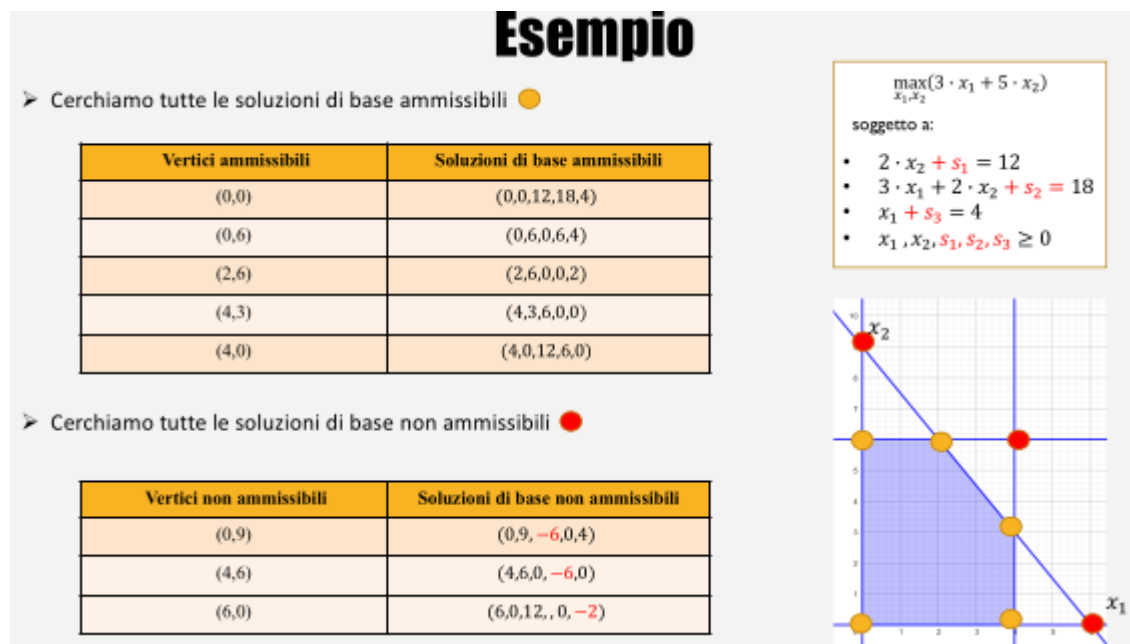 Esempio
➤ Cerchiamo tutte le soluzioni di base ammissibili
Vertici ammissibili Soluzioni di base ammissibili
(0,0) (0,0,12,18,4)
(0,6) (0,6,0,6,4)
(2,6) (2,6,0,0,2)
(4,3) (4,3,6,0,0)
(4,0) (4,0,12,6,0)
➤ Cerchiamo tutte le soluzioni di base non ammissibili
Vertici non ammissibili Soluzioni di base non ammissibili
(0,9) (0,9, −6,0,4)
(4,6) (4,6,0, −6,0)
(6,0) (6,0,12,, 0, −2)
max(3 · x₁ + 5 · x₂)
x₁,x₂
soggetto a:
• 2 · x₂ + s₁ = 12
• 3 · x₁ + 2 · x₂ + s₂ = 18
• x₁ + s₃ = 4
• x₁ , x₂, s₁, s₂, s₃ ≥ 0
x₂
x₁